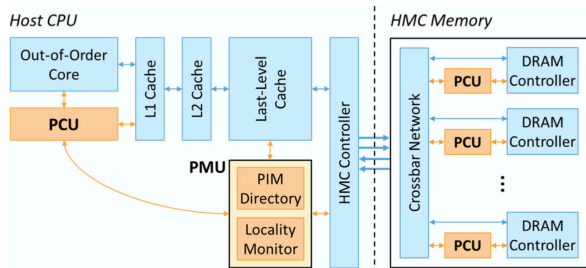 Host CPU
HMC Memory
Out-of-Order
Core
PCU
L1 Cache
L2 Cache
Last-Level
Cache
PMU
PIM
Directory
Locality
Monitor
HMC Controller
Crossbar Network
DRAM
Controller
PCU
DRAM
Controller
PCU
...
DRAM
Controller
PCU